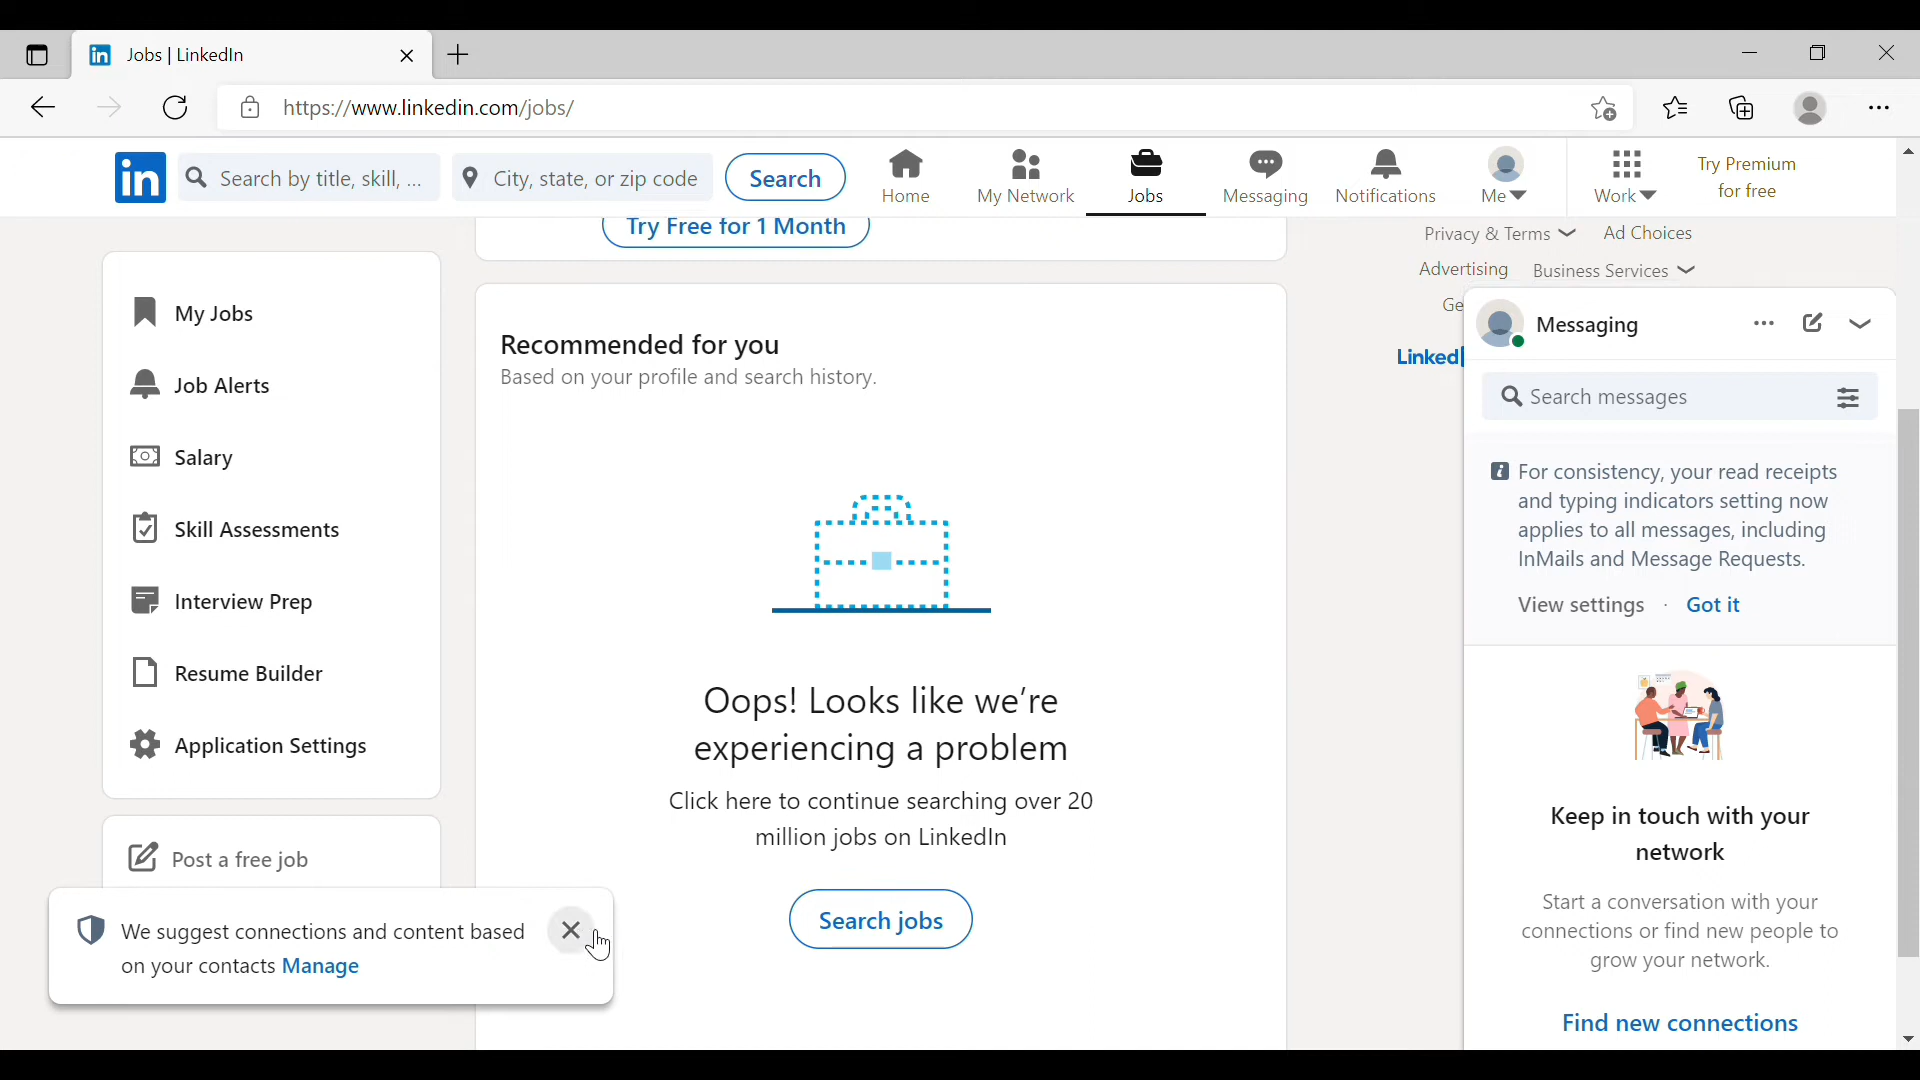 Jobs | LinkedIn
https://www.linkedin.com/jobs/
in
Search by title, skill, ...
City, state, or zip code
Search
Home
My Network
Jobs
Messaging
Notifications
Me
Work
Try Premium
for free
Try Free for 1 Month
Privacy & Terms
Ad Choices
Advertising
Business Services
Ge
Linked
My Jobs
Job Alerts
Salary
Skill Assessments
Interview Prep
Resume Builder
Application Settings
Post a free job
We suggest connections and content based
on your contacts Manage
Recommended for you
Based on your profile and search history.
Oops! Looks like we're
experiencing a problem
Click here to continue searching over 20
million jobs on LinkedIn
Search jobs
Messaging
Search messages
For consistency, your read receipts
and typing indicators setting now
applies to all messages, including
InMails and Message Requests.
View settings · Got it
Keep in touch with your
network
Start a conversation with your
connections or find new people to
grow your network.
Find new connections